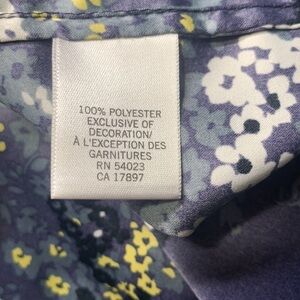 100% POLYESTER
EXCLUSIVE OF
DECORATION/
À L'EXCEPTION DES
GARNITURES
RN 54023
CA 17897